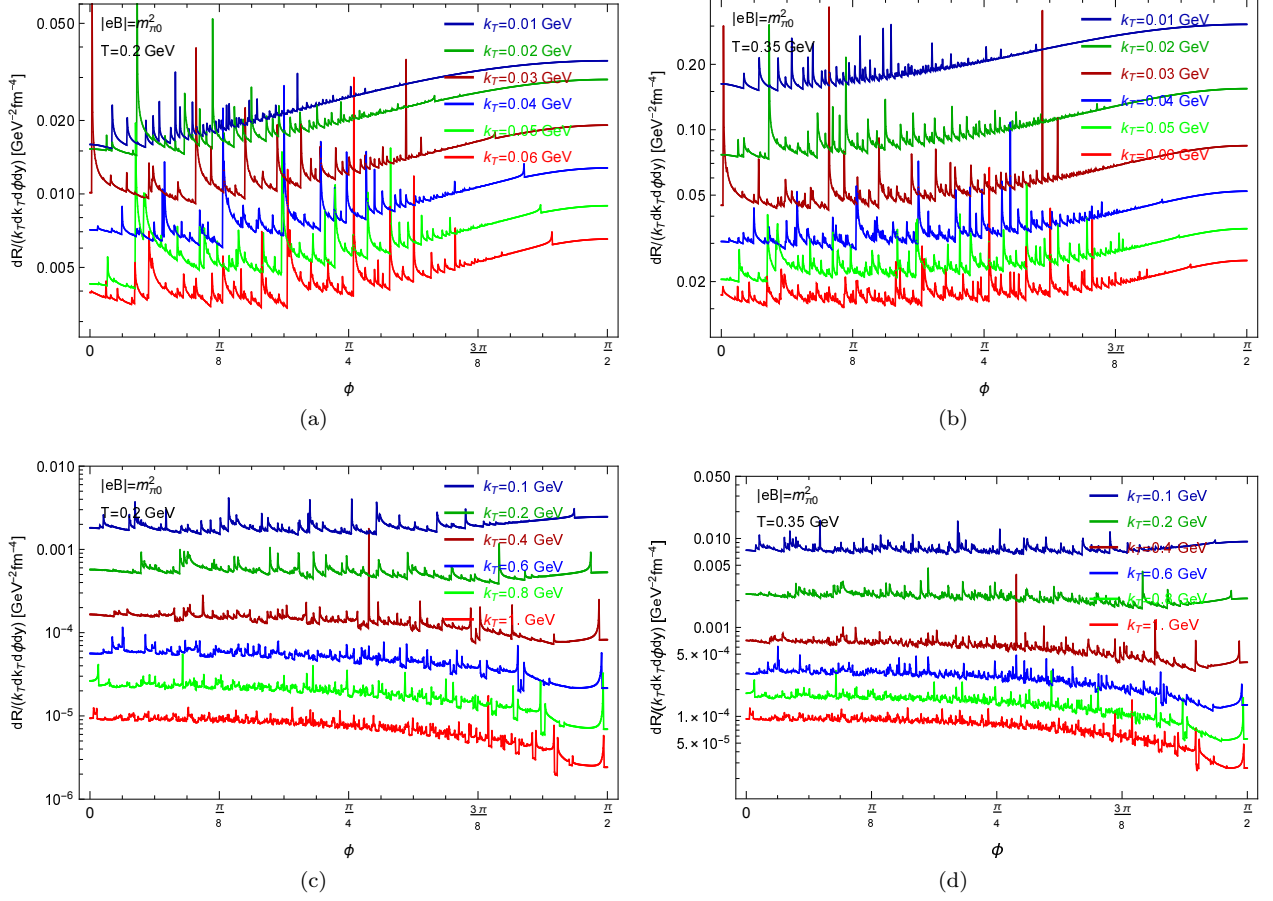 |eB|=m²π0
T=0.2 GeV
kT=0.01 GeV
kT=0.02 GeV
kT=0.03 GeV
kT=0.04 GeV
kT=0.05 GeV
kT=0.06 GeV
dR/(kTdkTdϕdy) [GeV⁻²fm⁻⁴]
0.050
0.020
0.010
0.005
0 π/8 π/4 3π/8 π/2
ϕ
(a)
|eB|=m²π0
T=0.35 GeV
kT=0.01 GeV
kT=0.02 GeV
kT=0.03 GeV
kT=0.04 GeV
kT=0.05 GeV
dR/(kTdkTdϕdy) [GeV⁻²fm⁻⁴]
0.20
0.10
0.05
0.02
0 π/8 π/4 3π/8 π/2
ϕ
(b)
|eB|=m²π0
T=0.2 GeV
kT=0.1 GeV
kT=0.2 GeV
kT=0.4 GeV
kT=0.6 GeV
kT=0.8 GeV
kT=1. GeV
dR/(kTdkTdϕdy) [GeV⁻²fm⁻⁴]
0.010
0.001
10⁻⁴
10⁻⁵
10⁻⁶
0 π/8 π/4 3π/8 π/2
ϕ
(c)
|eB|=m²π0
T=0.35 GeV
kT=0.1 GeV
kT=0.2 GeV
kT=0.4 GeV
kT=0.6 GeV
kT=0.8 GeV
kT=1. GeV
dR/(kTdkTdϕdy) [GeV⁻²fm⁻⁴]
0.050
0.010
0.005
0.001
5.×10⁻⁴
1.×10⁻⁴
5.×10⁻⁵
0 π/8 π/4 3π/8 π/2
ϕ
(d)